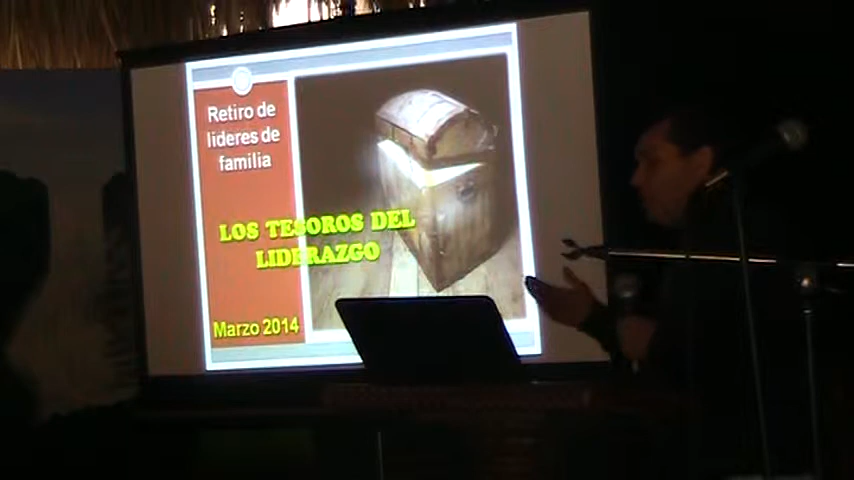 Retiro de
lideres de
familia
LOS TESOROS DEL
LIDERAZGO
Marzo 2014